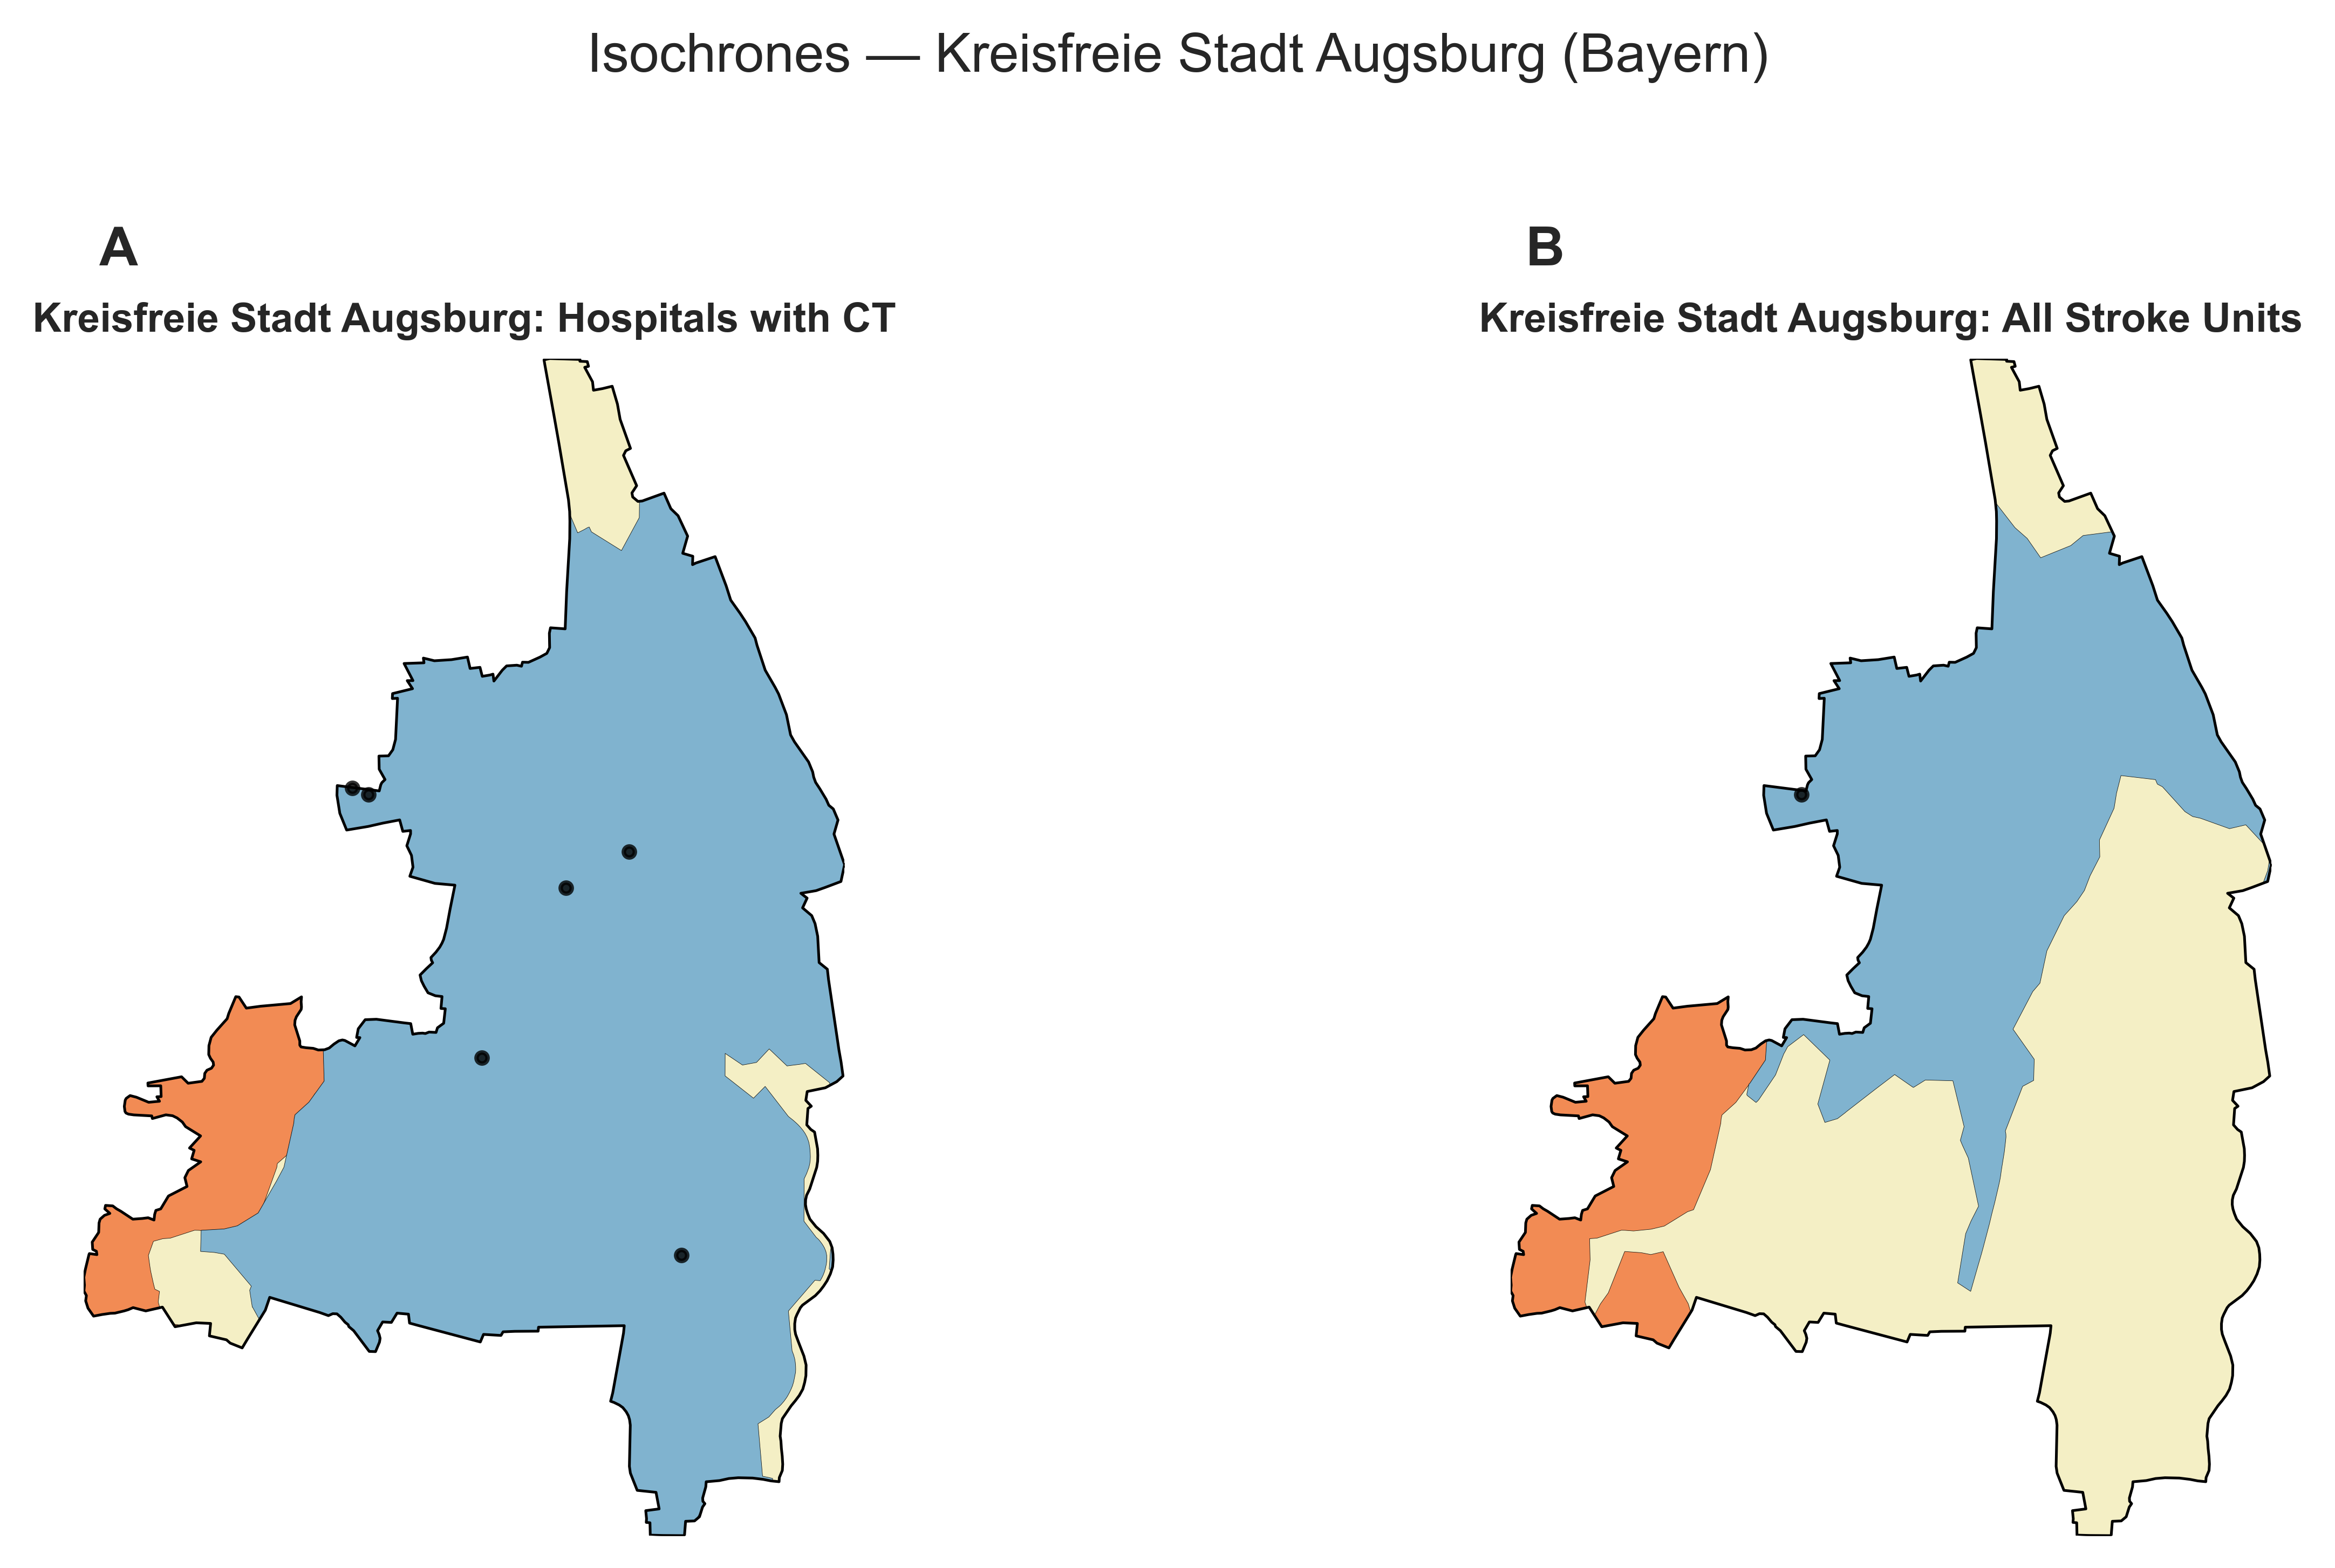 Isochrones — Kreisfreie Stadt Augsburg (Bayern)
A
Kreisfreie Stadt Augsburg: Hospitals with CT
B
Kreisfreie Stadt Augsburg: All Stroke Units